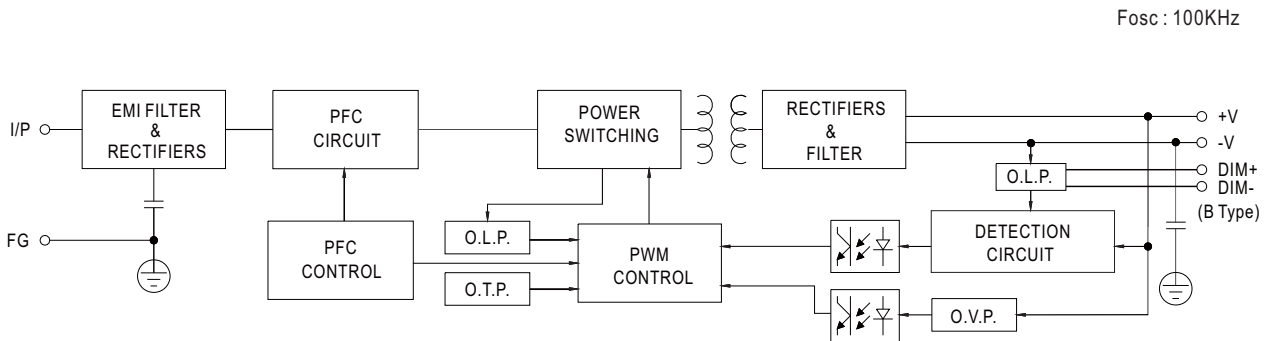 Fosc : 100KHz
I/P
EMI FILTER
&
RECTIFIERS
PFC
CIRCUIT
POWER
SWITCHING
RECTIFIERS
&
FILTER
+V
-V
O.L.P.
DIM+
DIM-
(B Type)
FG
PFC
CONTROL
O.L.P.
O.T.P.
PWM
CONTROL
DETECTION
CIRCUIT
O.V.P.